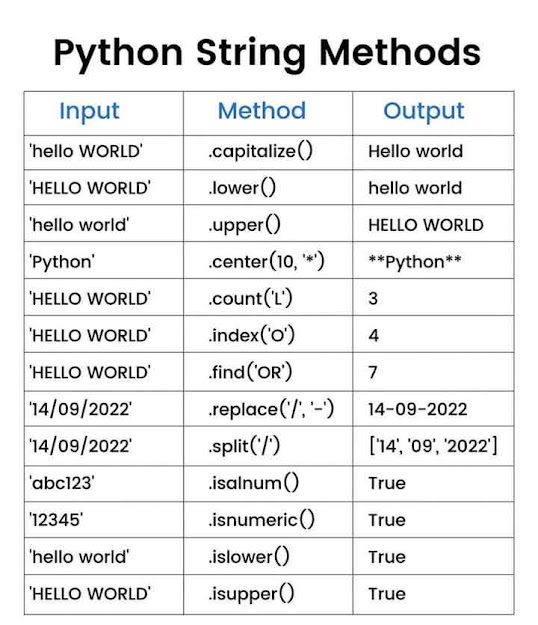 Python String Methods
Input Method Output
'hello WORLD' .capitalize() Hello world
'HELLO WORLD' .lower() hello world
'hello world' .upper() HELLO WORLD
'Python' .center(10, '*') **Python**
'HELLO WORLD' .count('L') 3
'HELLO WORLD' .index('O') 4
'HELLO WORLD' .find('OR') 7
'14/09/2022' .replace('/', '-') 14-09-2022
'14/09/2022' .split('/') ['14', '09', '2022']
'abc123' .isalnum() True
'12345' .isnumeric() True
'hello world' .islower() True
'HELLO WORLD' .isupper() True